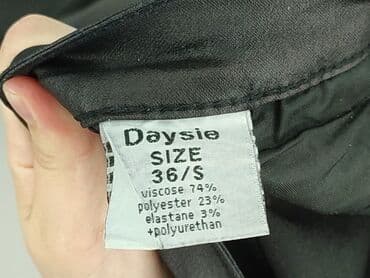 Daysie
SIZE
36/S
viscose 74%
polyester 23%
elastane 3%
+polyurethan